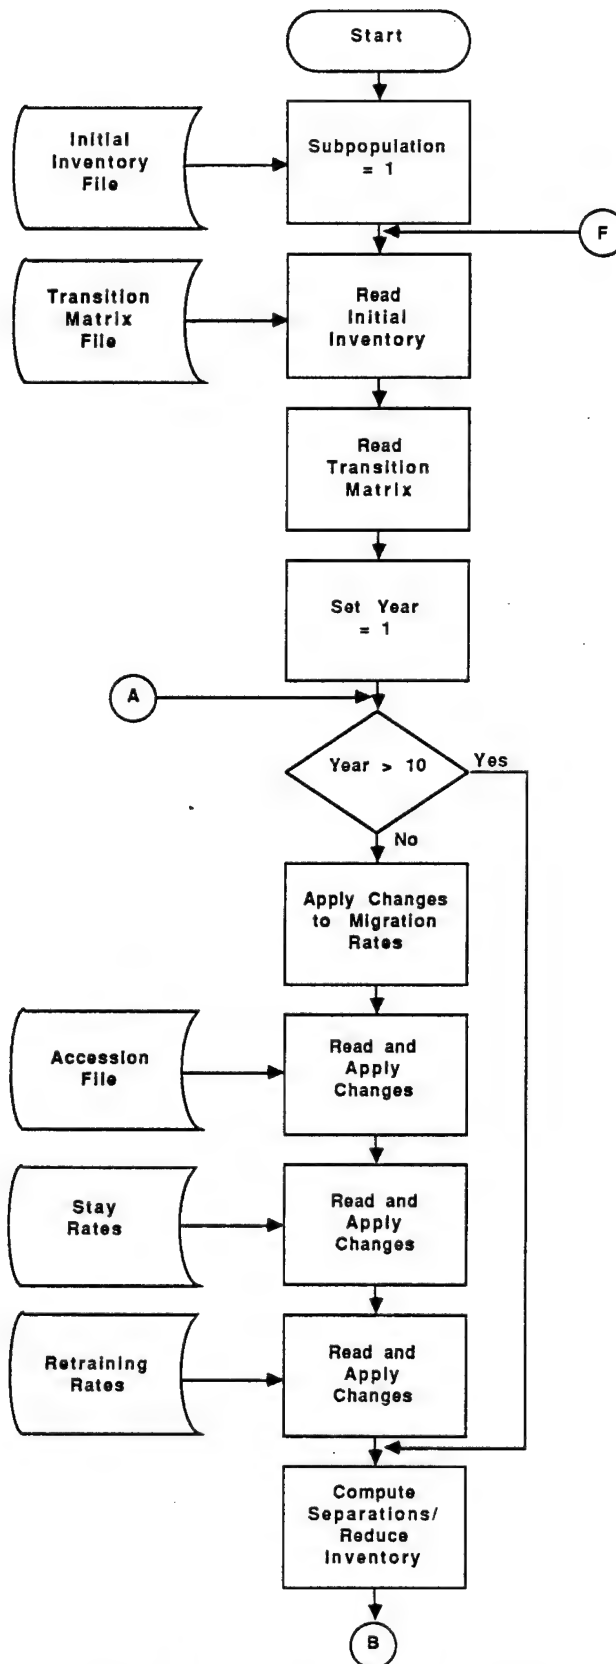 Start
Initial
Inventory
File
Subpopulation
= 1
F
Transition
Matrix
File
Read
Initial
Inventory
Read
Transition
Matrix
Set Year
= 1
A
Year > 10
Yes
No
Apply Changes
to Migration
Rates
Accession
File
Read and
Apply
Changes
Stay
Rates
Read and
Apply
Changes
Retraining
Rates
Read and
Apply
Changes
Compute
Separations/
Reduce
Inventory
B